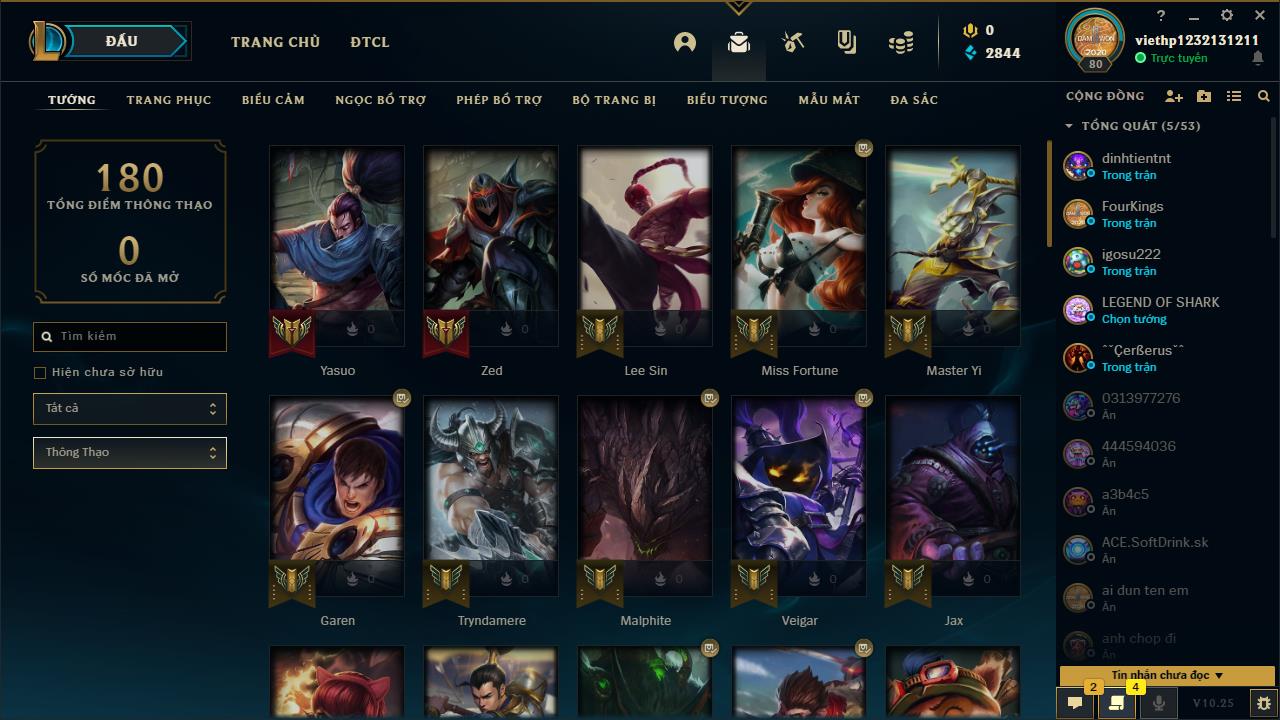 ĐẤU
TRANG CHỦ
ĐTCL
0
2844
?
viethp1232131211
Trực tuyến
DAM WON
2020
80
TƯỚNG
TRANG PHỤC
BIỂU CẢM
NGỌC BỔ TRỢ
PHÉP BỔ TRỢ
BỘ TRANG BỊ
BIỂU TƯỢNG
MẪU MẮT
ĐA SẮC
CỘNG ĐỒNG
180
TỔNG ĐIỂM THÔNG THẠO
0
SỐ MỐC ĐÃ MỞ
Tìm kiếm
Hiện chưa sở hữu
Tất cả
Thông Thạo
0
0
0
0
0
Yasuo
Zed
Lee Sin
Miss Fortune
Master Yi
0
0
0
0
0
Garen
Tryndamere
Malphite
Veigar
Jax
TỔNG QUÁT (5/53)
dinhtientnt
Trong trận
FourKings
Trong trận
igosu222
Trong trận
LEGEND OF SHARK
Chọn tướng
ˆˇÇerßerusˇˆ
Trong trận
0313977276
Ẩn
444594036
Ẩn
a3b4c5
Ẩn
ACE.SoftDrink.sk
Ẩn
ai dun ten em
Ẩn
anh chop đi
Ẩn
Tin nhắn chưa đọc
2
4
V10.25